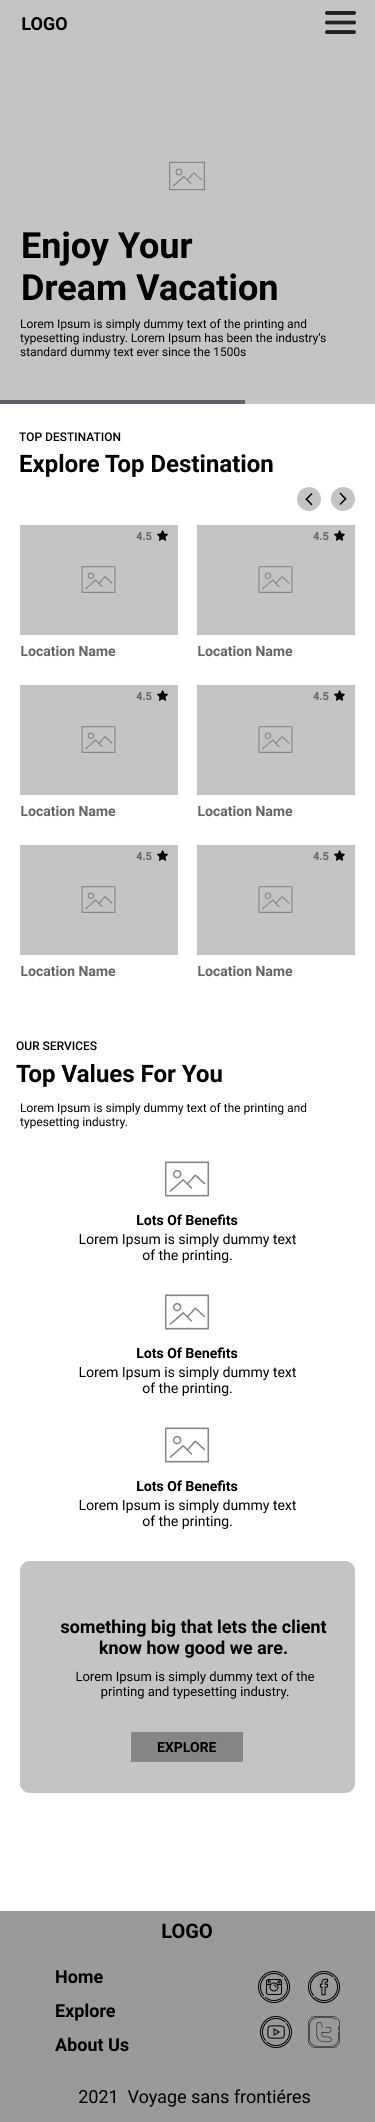 LOGO
Enjoy Your
Dream Vacation
Lorem Ipsum is simply dummy text of the printing and
typesetting industry. Lorem Ipsum has been the industry's
standard dummy text ever since the 1500s
TOP DESTINATION
Explore Top Destination
4.5
4.5
Location Name
Location Name
4.5
4.5
Location Name
Location Name
4.5
4.5
Location Name
Location Name
OUR SERVICES
Top Values For You
Lorem Ipsum is simply dummy text of the printing and
typesetting industry.
Lots Of Benefits
Lorem Ipsum is simply dummy text
of the printing.
Lots Of Benefits
Lorem Ipsum is simply dummy text
of the printing.
Lots Of Benefits
Lorem Ipsum is simply dummy text
of the printing.
something big that lets the client
know how good we are.
Lorem Ipsum is simply dummy text of the
printing and typesetting industry.
EXPLORE
LOGO
Home
Explore
About Us
2021 Voyage sans frontiéres